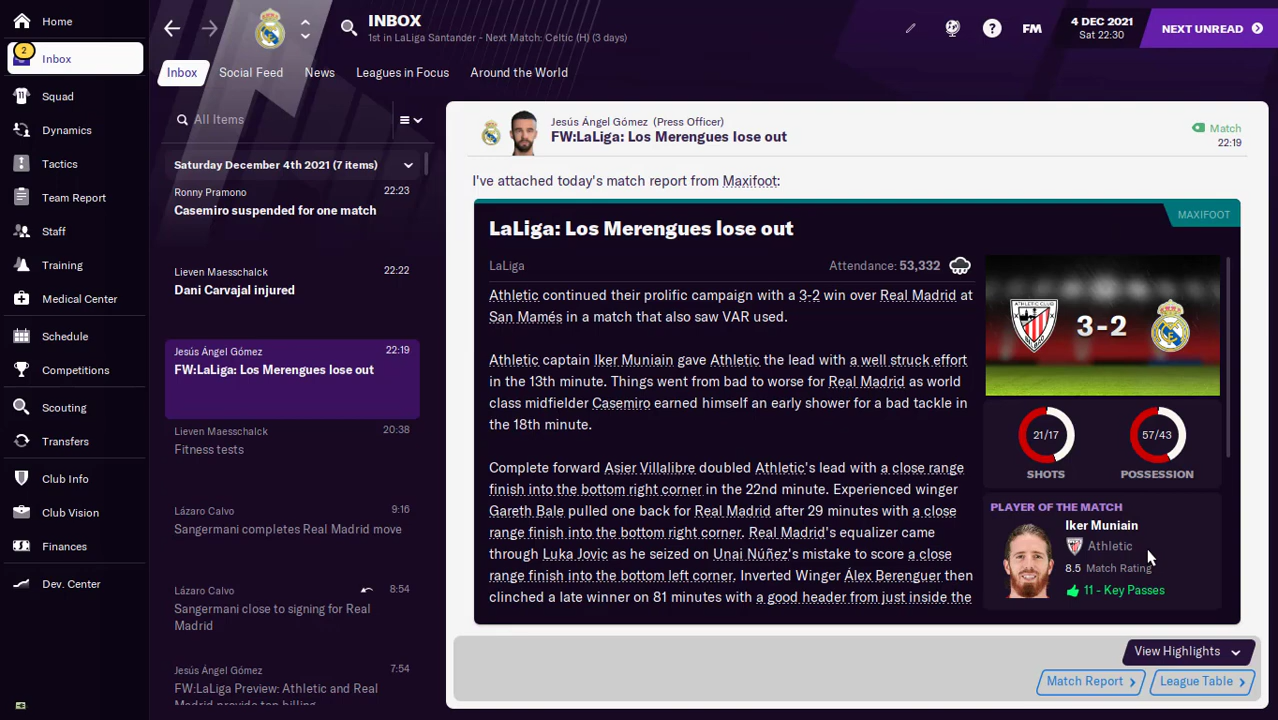 Home
2
Inbox
Squad
Dynamics
Tactics
Team Report
Staff
Training
Medical Center
Schedule
Competitions
Scouting
Transfers
Club Info
Club Vision
Finances
Dev. Center
INBOX
1st in LaLiga Santander - Next Match: Celtic (H) (3 days)
FM
4 DEC 2021
Sat 22:30
NEXT UNREAD
Inbox Social Feed News Leagues in Focus Around the World
All Items
Saturday December 4th 2021 (7 items)
Ronny Pramono 22:23
Casemiro suspended for one match
Lieven Maesschalck 22:22
Dani Carvajal injured
Jesús Ángel Gómez 22:19
FW:LaLiga: Los Merengues lose out
Lieven Maesschalck 20:38
Fitness tests
Lázaro Calvo 9:16
Sangermani completes Real Madrid move
Lázaro Calvo 8:54
Sangermani close to signing for Real
Madrid
Jesús Ángel Gómez 7:54
FW:LaLiga Preview: Athletic and Real
Madrid provide top billing
Jesús Ángel Gómez (Press Officer)
FW:LaLiga: Los Merengues lose out
Match
22:19
I've attached today's match report from Maxifoot:
MAXIFOOT
LaLiga: Los Merengues lose out
LaLiga Attendance: 53,332
Athletic continued their prolific campaign with a 3-2 win over Real Madrid at
San Mamés in a match that also saw VAR used.
Athletic captain Iker Muniain gave Athletic the lead with a well struck effort
in the 13th minute. Things went from bad to worse for Real Madrid as world
class midfielder Casemiro earned himself an early shower for a bad tackle in
the 18th minute.
Complete forward Asier Villalibre doubled Athletic's lead with a close range
finish into the bottom right corner in the 22nd minute. Experienced winger
Gareth Bale pulled one back for Real Madrid after 29 minutes with a close
range finish into the bottom right corner. Real Madrid's equalizer came
through Luka Jovic as he seized on Unai Núñez's mistake to score a close
range finish into the bottom left corner. Inverted Winger Álex Berenguer then
clinched a late winner on 81 minutes with a good header from just inside the
3-2
21/17
SHOTS
57/43
POSSESSION
PLAYER OF THE MATCH
Iker Muniain
Athletic
8.5 Match Rating
11 - Key Passes
View Highlights
Match Report
League Table